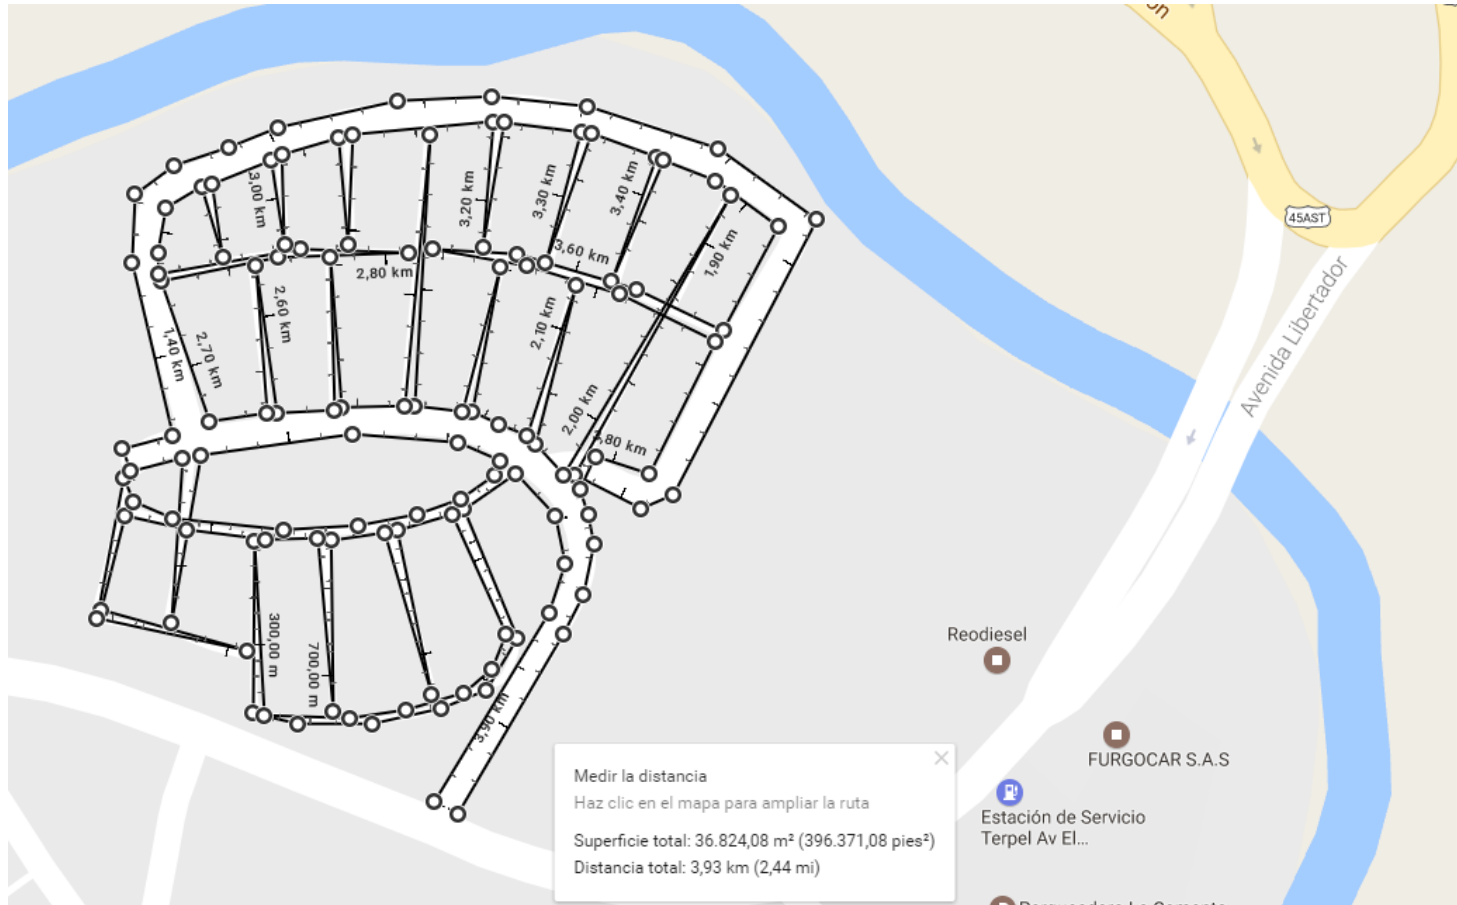 45AST
3,00 km
3,20 km
3,30 km
3,40 km
3,60 km
1,90 km
2,80 km
2,60 km
2,10 km
1,40 km
2,70 km
2,00 km
,80 km
Avenida Libertador
300,00 m
700,00 m
3,90 km
Reodiesel
FURGOCAR S.A.S
Estación de Servicio
Terpel Av El...
Medir la distancia
Haz clic en el mapa para ampliar la ruta
Superficie total: 36.824,08 m² (396.371,08 pies²)
Distancia total: 3,93 km (2,44 mi)